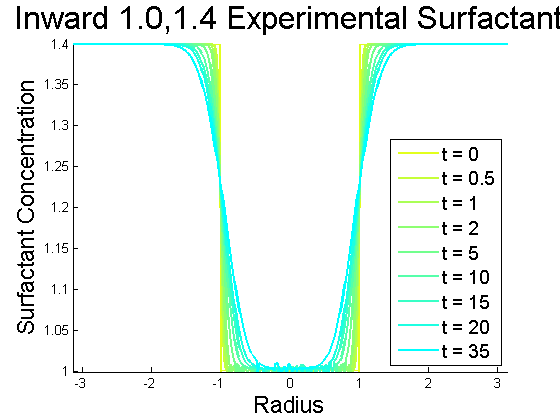 Inward 1.0,1.4 Experimental Surfactant
Surfactant Concentration
1.4
1.35
1.3
1.25
1.2
1.15
1.1
1.05
1
-3
-2
-1
0
1
2
3
Radius
t = 0
t = 0.5
t = 1
t = 2
t = 5
t = 10
t = 15
t = 20
t = 35